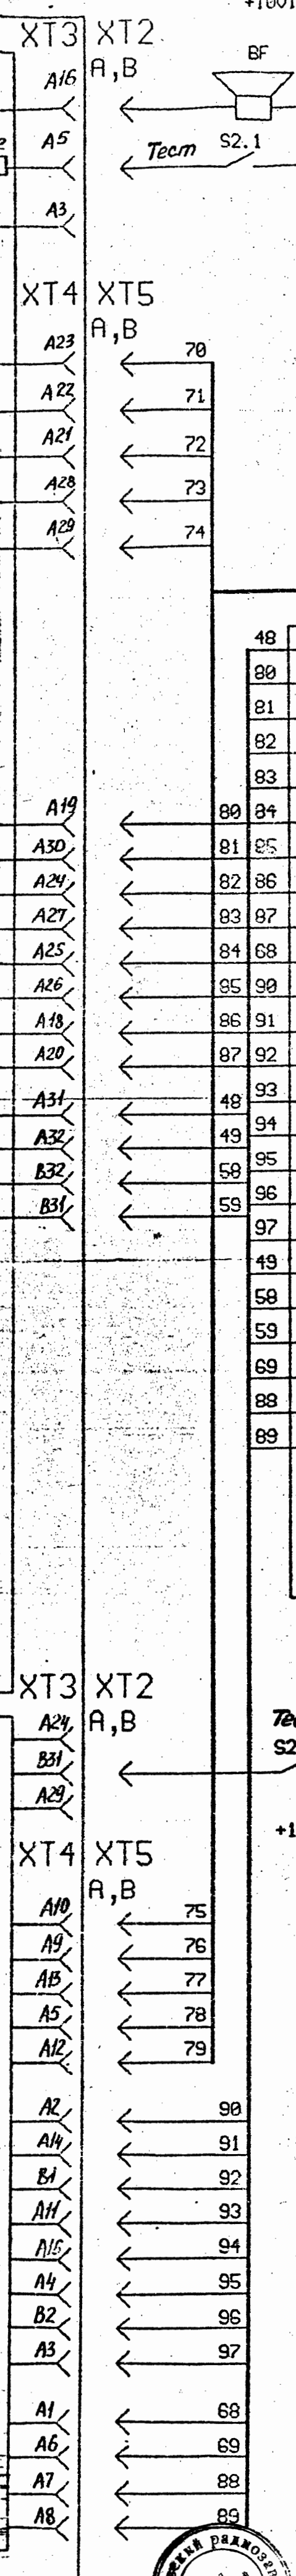 XT3 XT2
A,B
BF
A16
A5 Тест S2.1
A3
XT4 XT5
A,B
A23 70
A22 71
A21 72
A28 73
A29 74
48
80
81
82
83
A19 80 84
A30 81 85
A24 82 86
A27 83 87
A25 84 68
A26 85 90
A18 86 91
A20 87 92
93
A31 48
94
A32 49
95
B32 58
96
B31 59
97
49
58
59
69
88
89
XT3 XT2
A24 A,B
B31
A29
XT4 XT5
A,B
A10 75
A9 76
A13 77
A5 78
A12 79
A2 90
A14 91
B1 92
A11 93
A15 94
A4 95
B2 96
A3 97
A1 68
A6 69
A7 88
A8 89